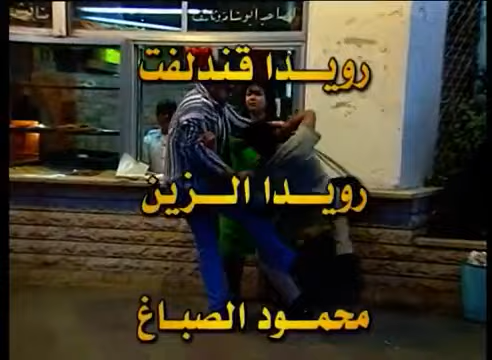 رويدا قندلفت
رويدا الزين
محمود الصباغ